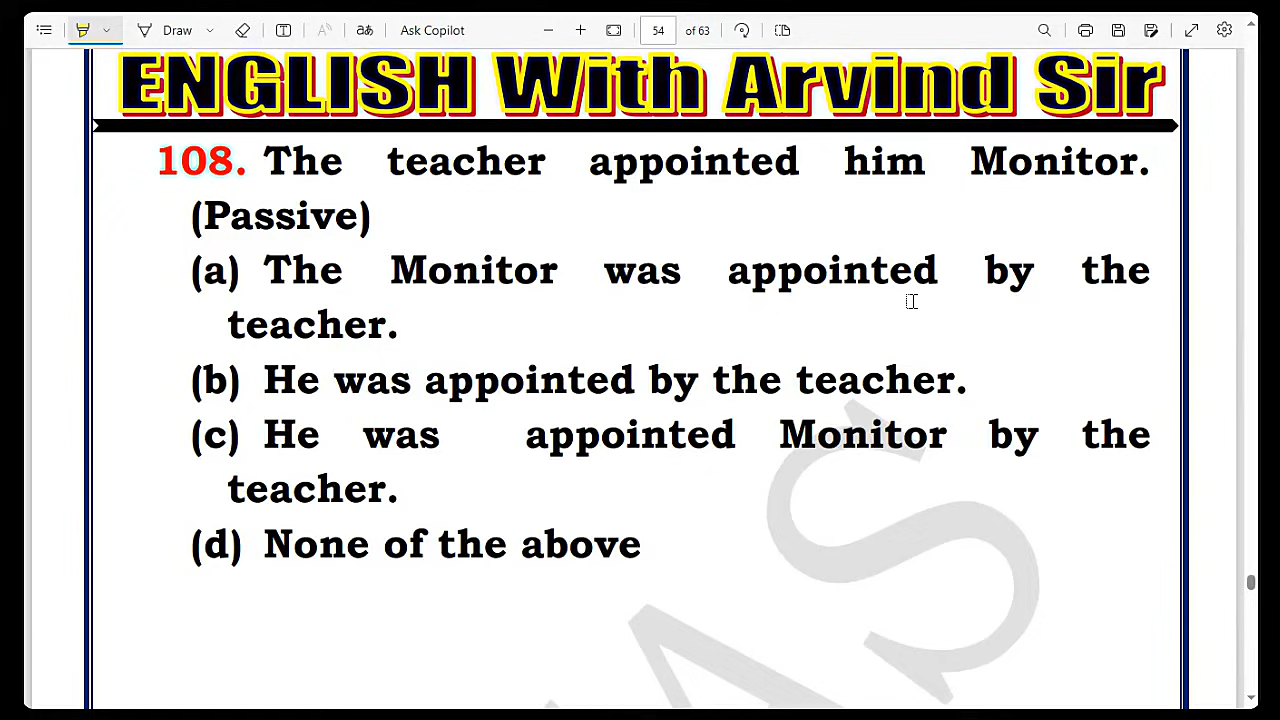 Draw
Ask Copilot
54 of 63
ENGLISH With Arvind Sir
108. The teacher appointed him Monitor.
(Passive)
(a) The Monitor was appointed by the
teacher.
(b) He was appointed by the teacher.
(c) He was appointed Monitor by the
teacher.
(d) None of the above